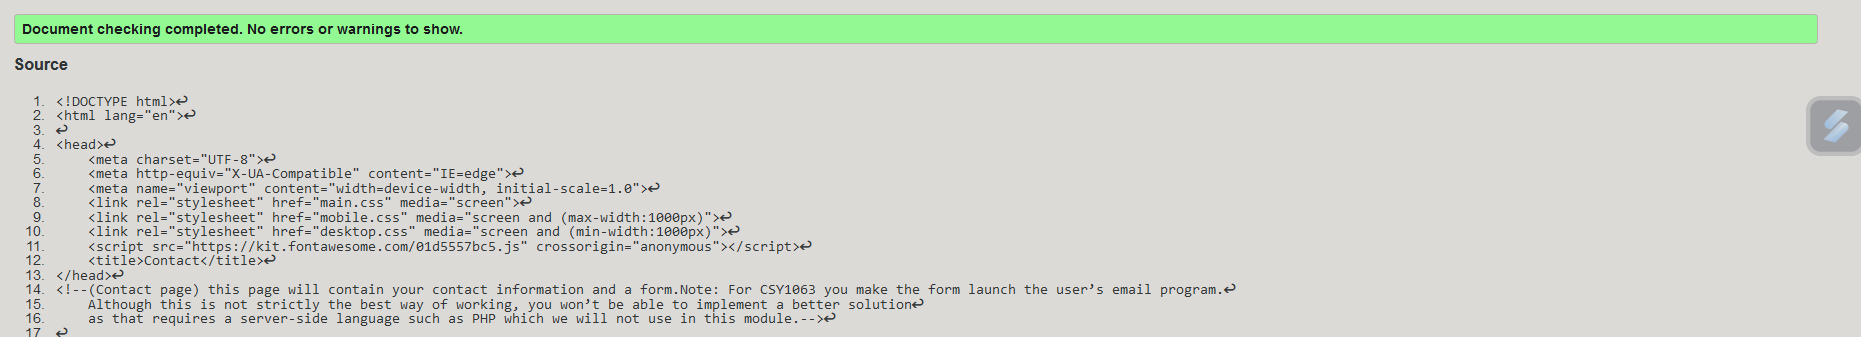 Document checking completed. No errors or warnings to show.
Source
1. <!DOCTYPE html>↩
2. <html lang="en">↩
3. ↩
4. <head>↩
5. <meta charset="UTF-8">↩
6. <meta http-equiv="X-UA-Compatible" content="IE=edge">↩
7. <meta name="viewport" content="width=device-width, initial-scale=1.0">↩
8. <link rel="stylesheet" href="main.css" media="screen">↩
9. <link rel="stylesheet" href="mobile.css" media="screen and (max-width:1000px)">↩
10. <link rel="stylesheet" href="desktop.css" media="screen and (min-width:1000px)">↩
11. <script src="https://kit.fontawesome.com/01d5557bc5.js" crossorigin="anonymous"></script>↩
12. <title>Contact</title>↩
13. </head>↩
14. <!--(Contact page) this page will contain your contact information and a form.Note: For CSY1063 you make the form launch the user’s email program.↩
15. Although this is not strictly the best way of working, you won’t be able to implement a better solution↩
16. as that requires a server-side language such as PHP which we will not use in this module.-->↩
17. ↩